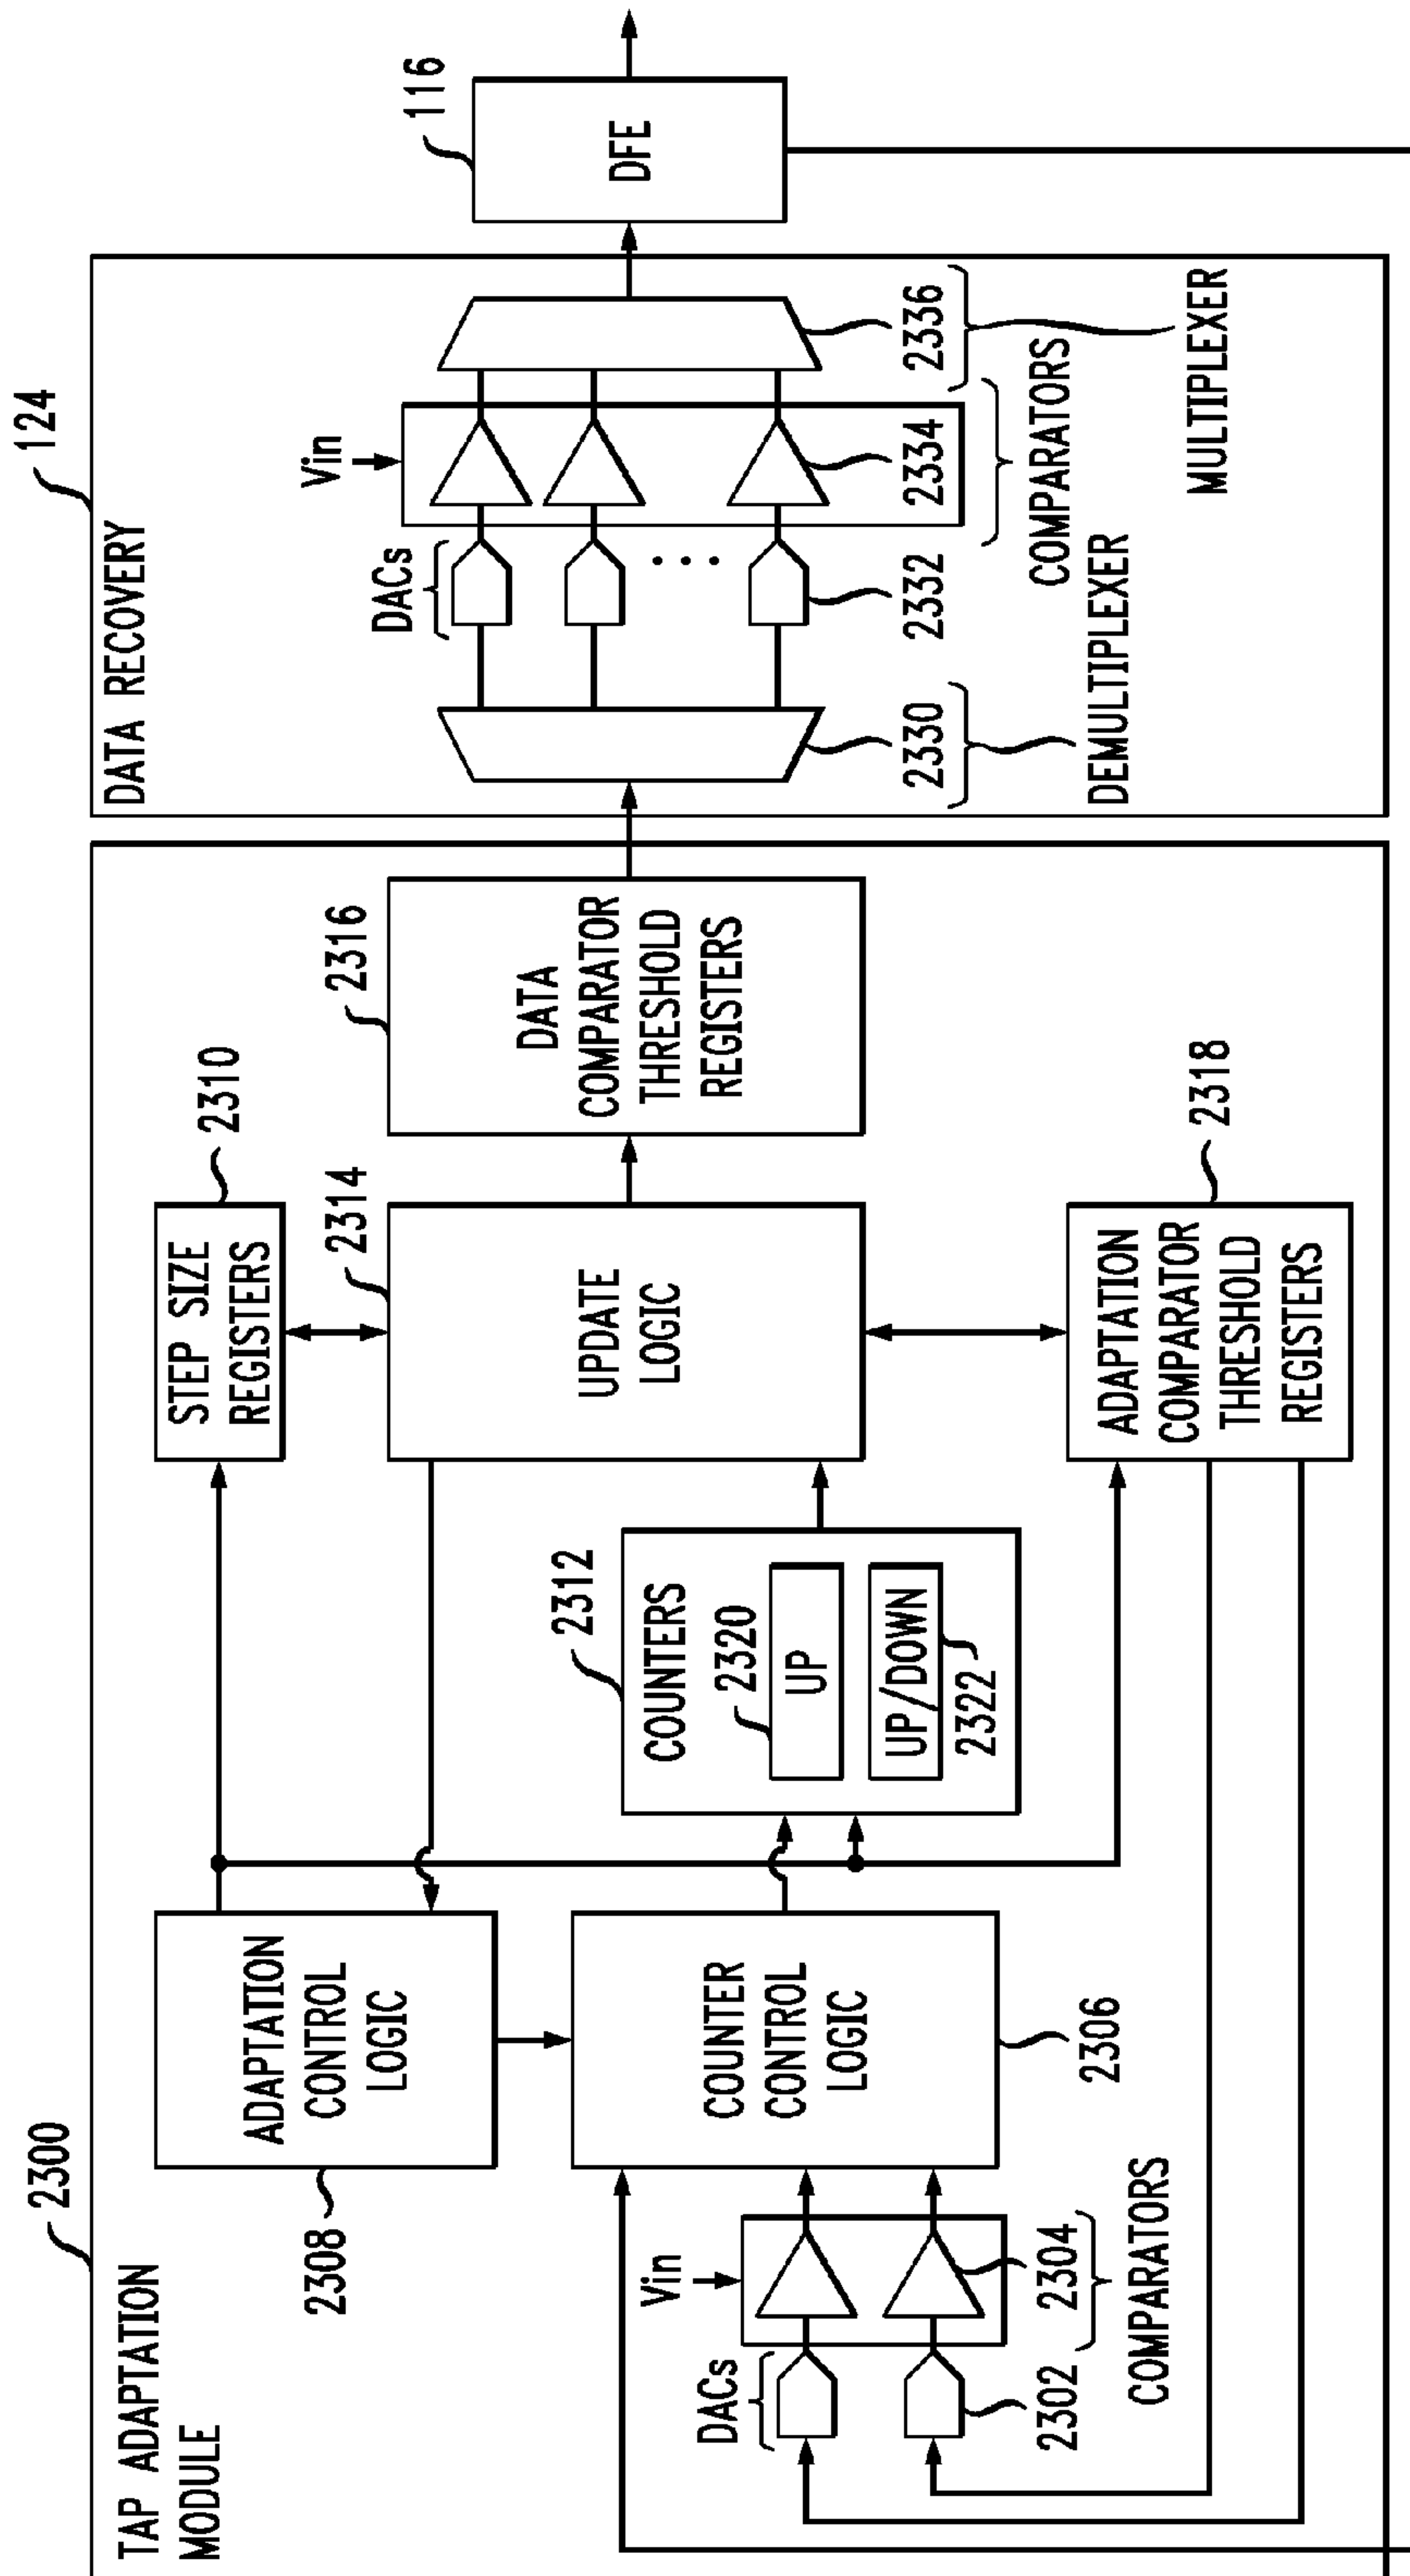 2300
TAP ADAPTATION
MODULE
2308
ADAPTATION
CONTROL
LOGIC
STEP SIZE
REGISTERS
2310
2314
UPDATE
LOGIC
2316
DATA
COMPARATOR
THRESHOLD
REGISTERS
2312
COUNTERS
2320
UP
UP/DOWN
2322
COUNTER
CONTROL
LOGIC
2306
Vin
DACs
2302
2304
COMPARATORS
ADAPTATION
COMPARATOR
THRESHOLD
REGISTERS
2318
124
DATA RECOVERY
Vin
DACs
2330
2332
2334
2336
DEMULTIPLEXER
COMPARATORS
MULTIPLEXER
116
DFE